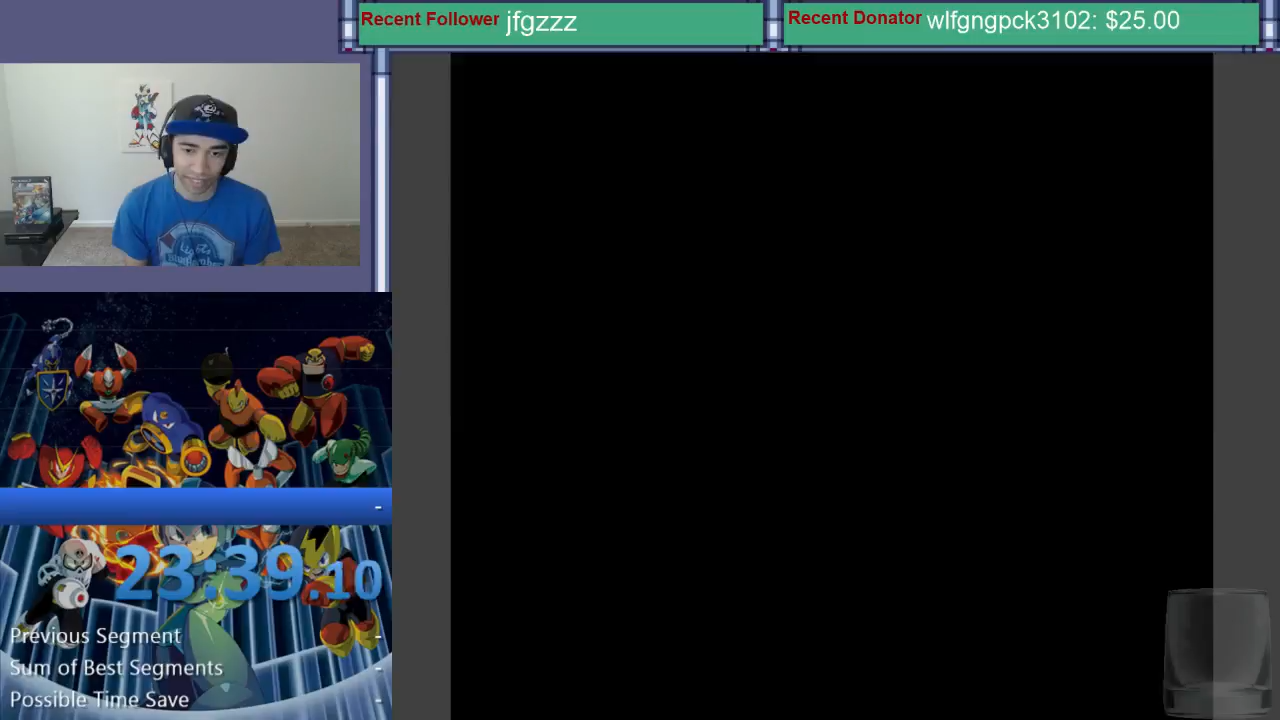 Recent Follower jfgzzz
Recent Donator wlfgngpck3102: $25.00
-
23:39.10
Previous Segment -
Sum of Best Segments -
Possible Time Save -